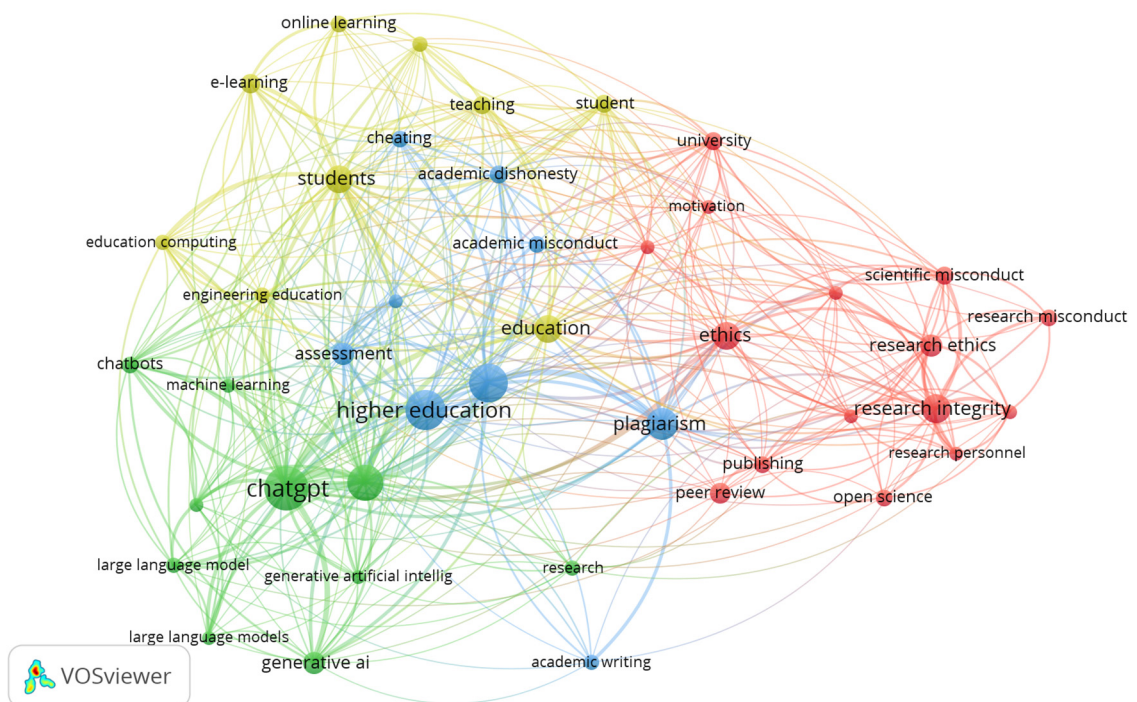 online learning
e-learning
teaching
student
cheating
university
students
academic dishonesty
motivation
education computing
academic misconduct
scientific misconduct
engineering education
research misconduct
education
ethics
research ethics
assessment
chatbots
machine learning
higher education
research integrity
plagiarism
research personnel
publishing
chatgpt
peer review
open science
large language model
generative artificial intellig
research
large language models
generative ai
academic writing
VOSviewer